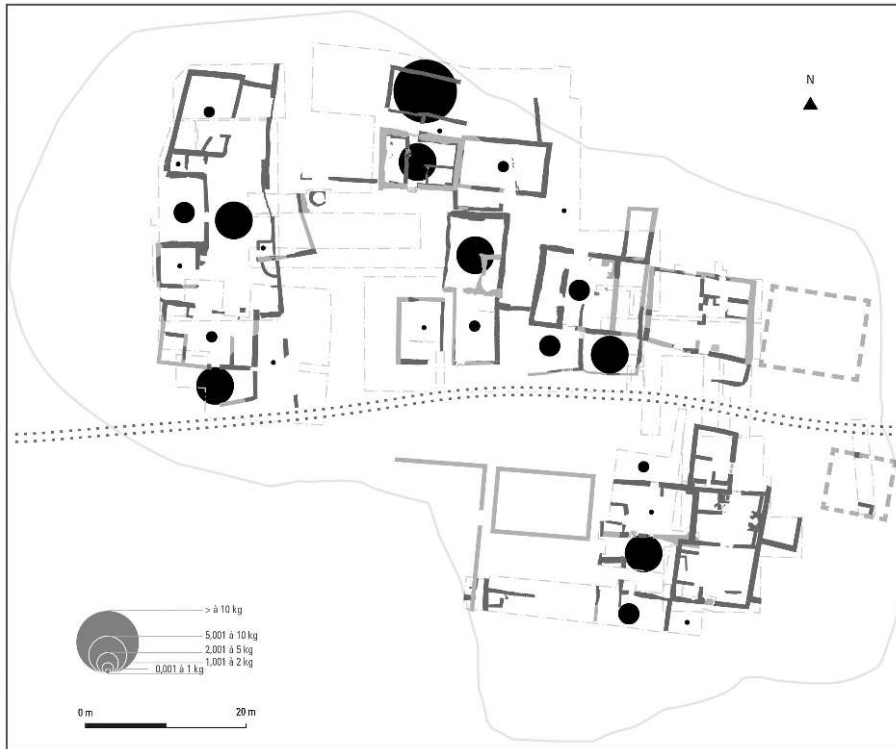 N
> à 10 kg
5,001 à 10 kg
2,001 à 5 kg
1,001 à 2 kg
0,001 à 1 kg
0 m
20 m